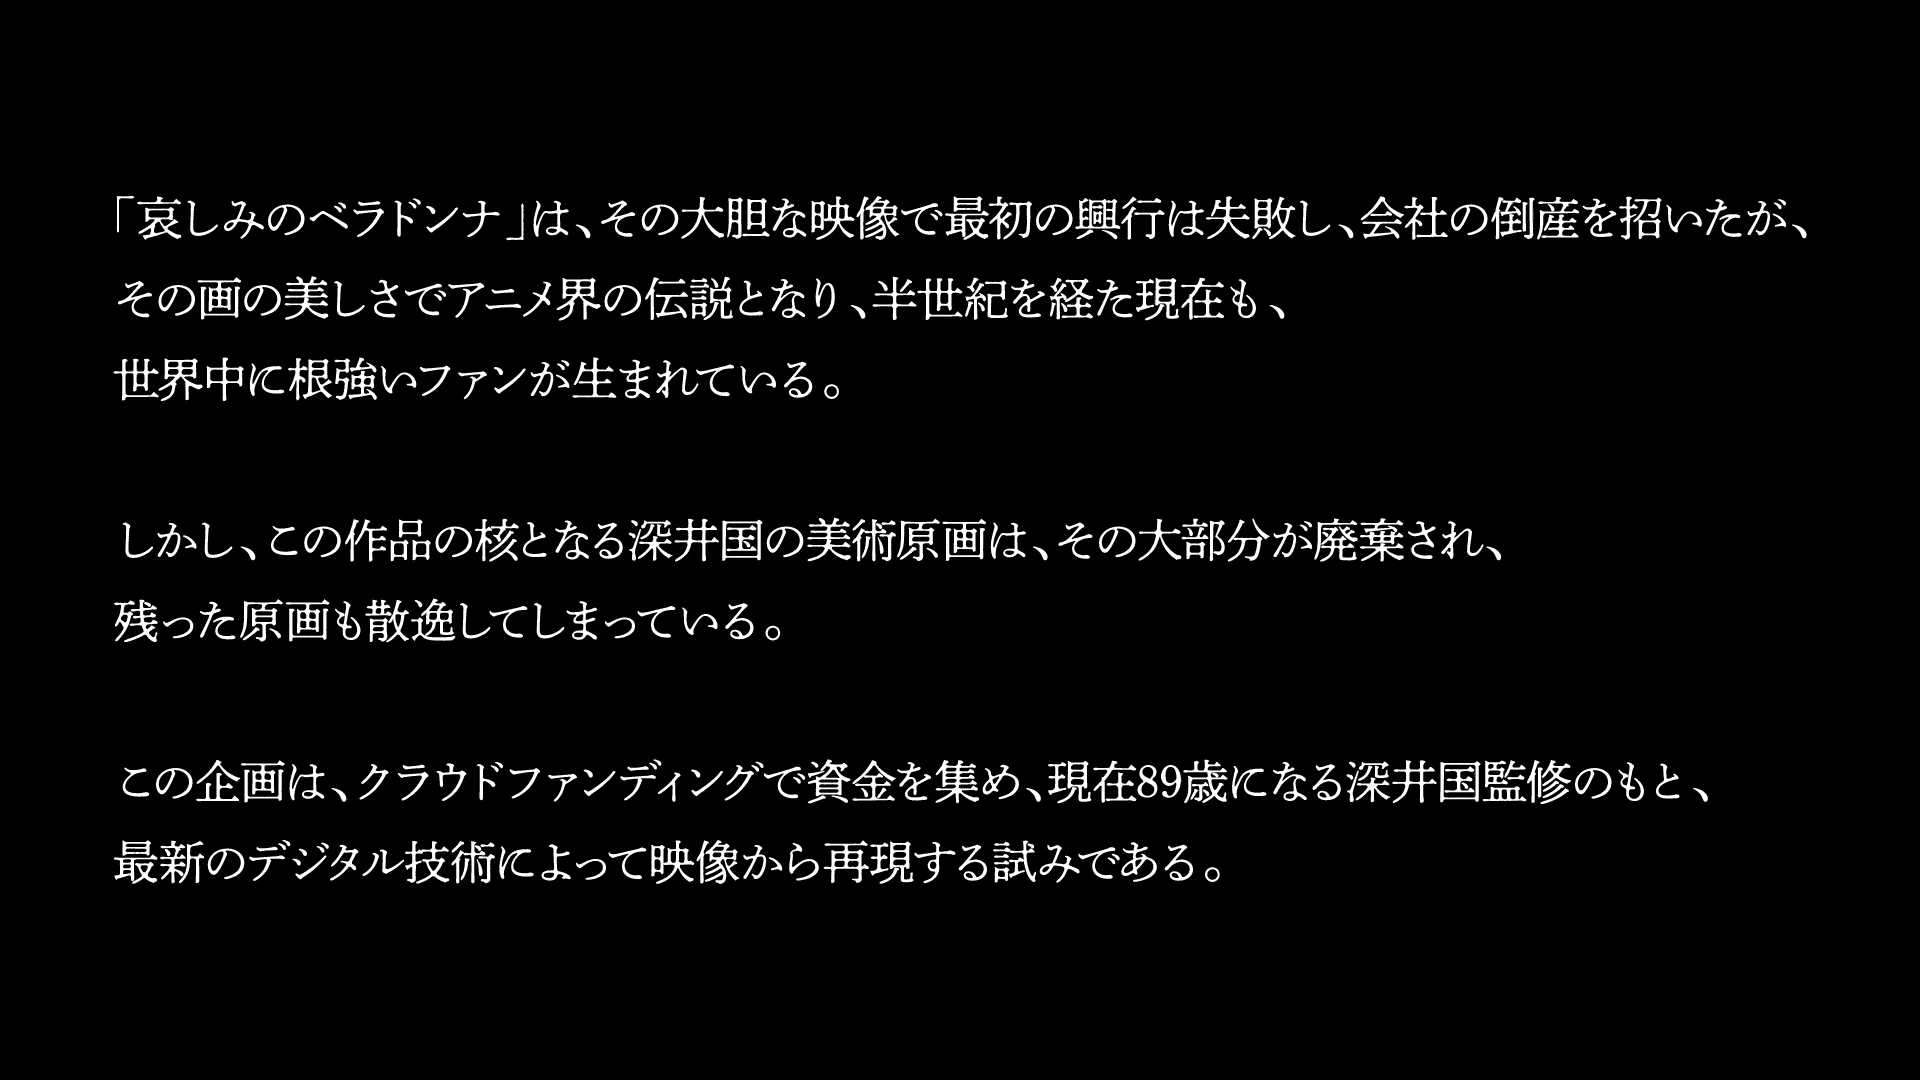 「哀しみのベラドンナ」は、その大胆な映像で最初の興行は失敗し、会社の倒産を招いたが、
その画の美しさでアニメ界の伝説となり、半世紀を経た現在も、
世界中に根強いファンが生まれている。
しかし、この作品の核となる深井国の美術原画は、その大部分が廃棄され、
残った原画も散逸してしまっている。
この企画は、クラウドファンディングで資金を集め、現在89歳になる深井国監修のもと、
最新のデジタル技術によって映像から再現する試みである。